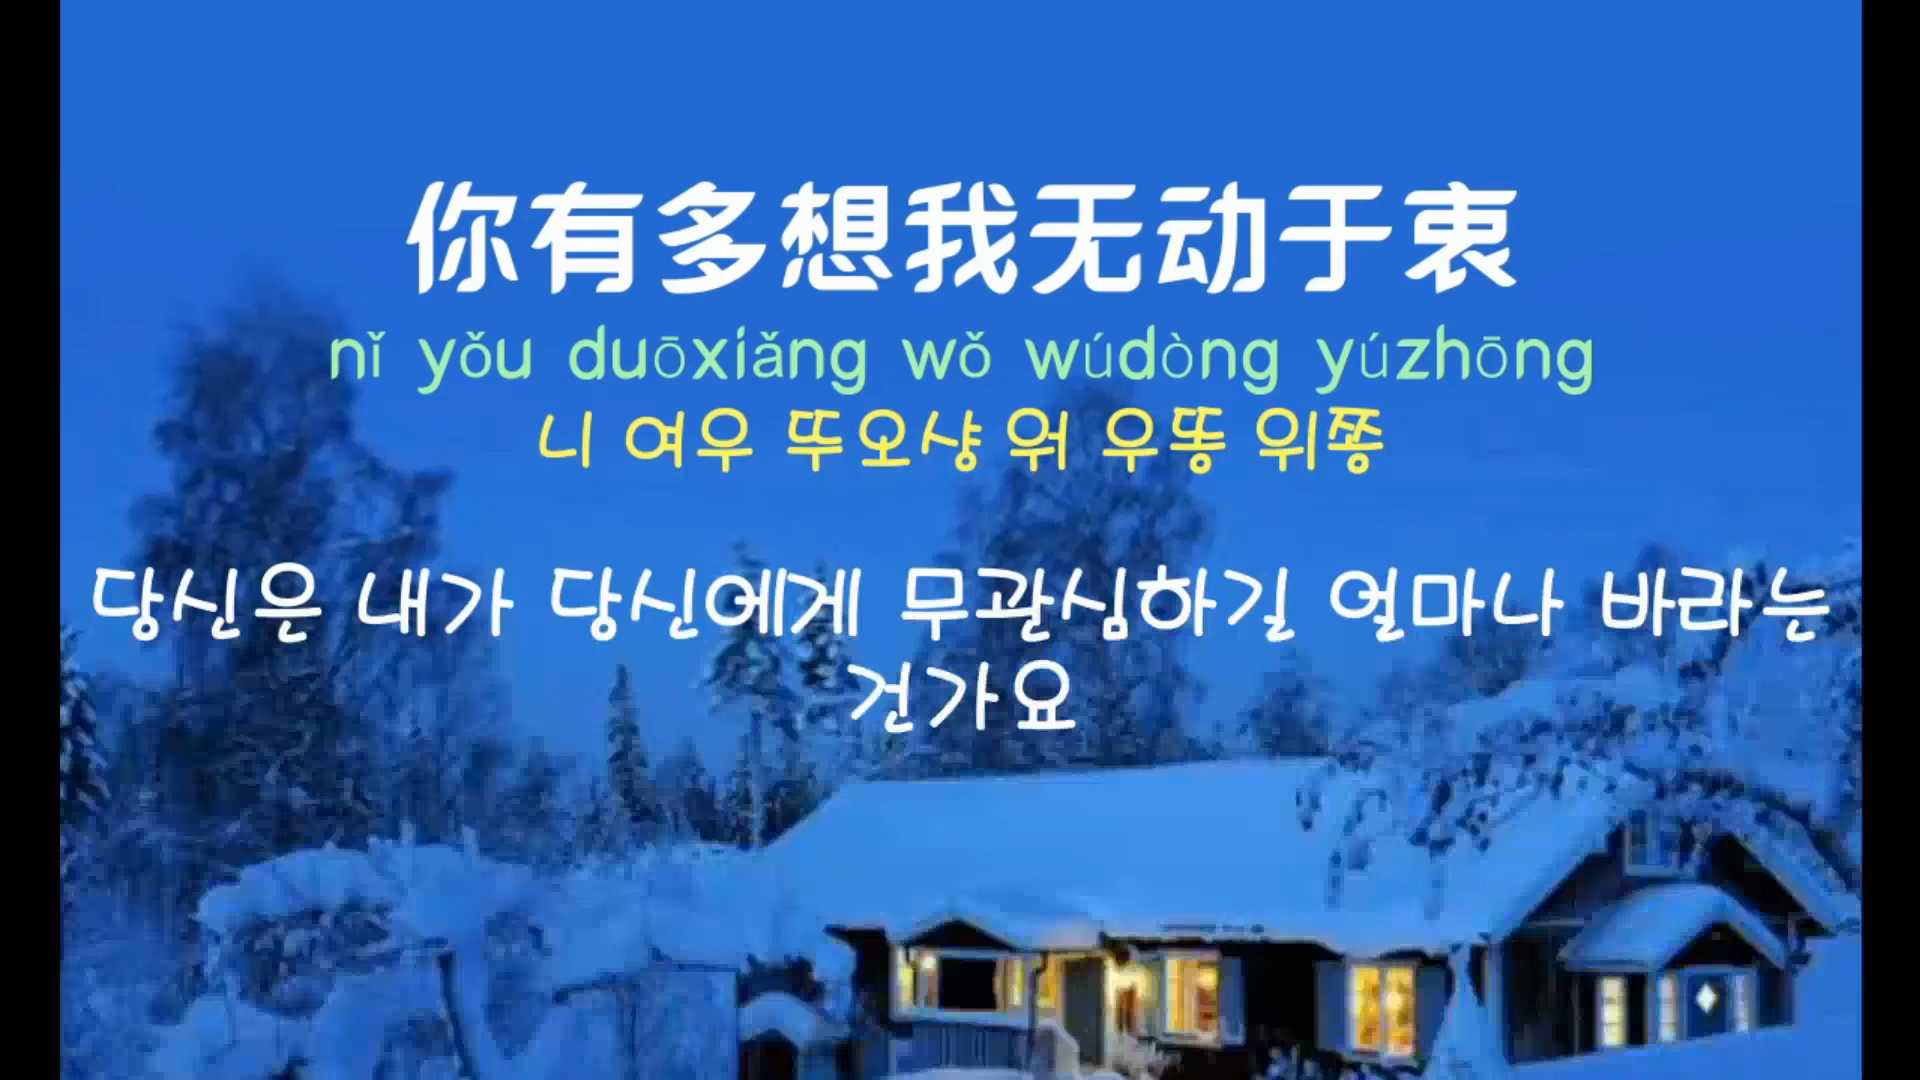 你有多想我无动于衷
nǐ yǒu duōxiǎng wǒ wúdòng yúzhōng
니 여우 뚜오샹 워 우똥 위쫑
당신은 내가 당신에게 무관심하길 얼마나 바라는
건가요